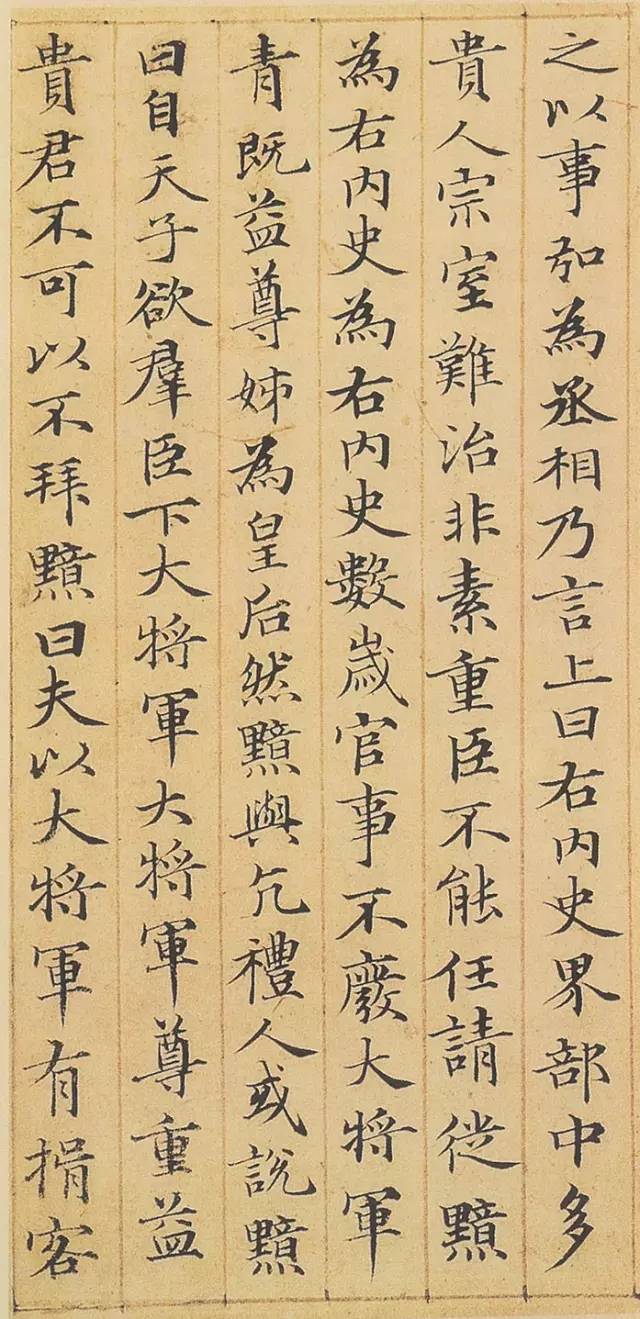 之以事弘為丞相乃言上曰右内史界部中多
貴人宗室難治非素重臣不能任請徙黯
為右内史為右内史數歲官事不廢大將軍
青既益尊姊為皇后然黯與亢禮人或說黯
曰自天子欲羣臣下大將軍大將軍尊重益
貴君不可以不拜黯曰夫以大將軍有揖客